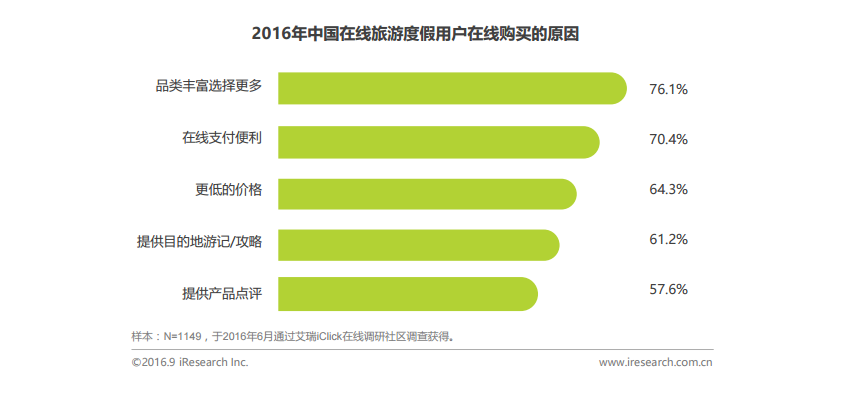 2016年中国在线旅游度假用户在线购买的原因
品类丰富选择更多 76.1%
在线支付便利 70.4%
更低的价格 64.3%
提供目的地游记/攻略 61.2%
提供产品点评 57.6%
样本：N=1149，于2016年6月通过艾瑞iClick在线调研社区调查获得。
©2016.9 iResearch Inc. www.iresearch.com.cn